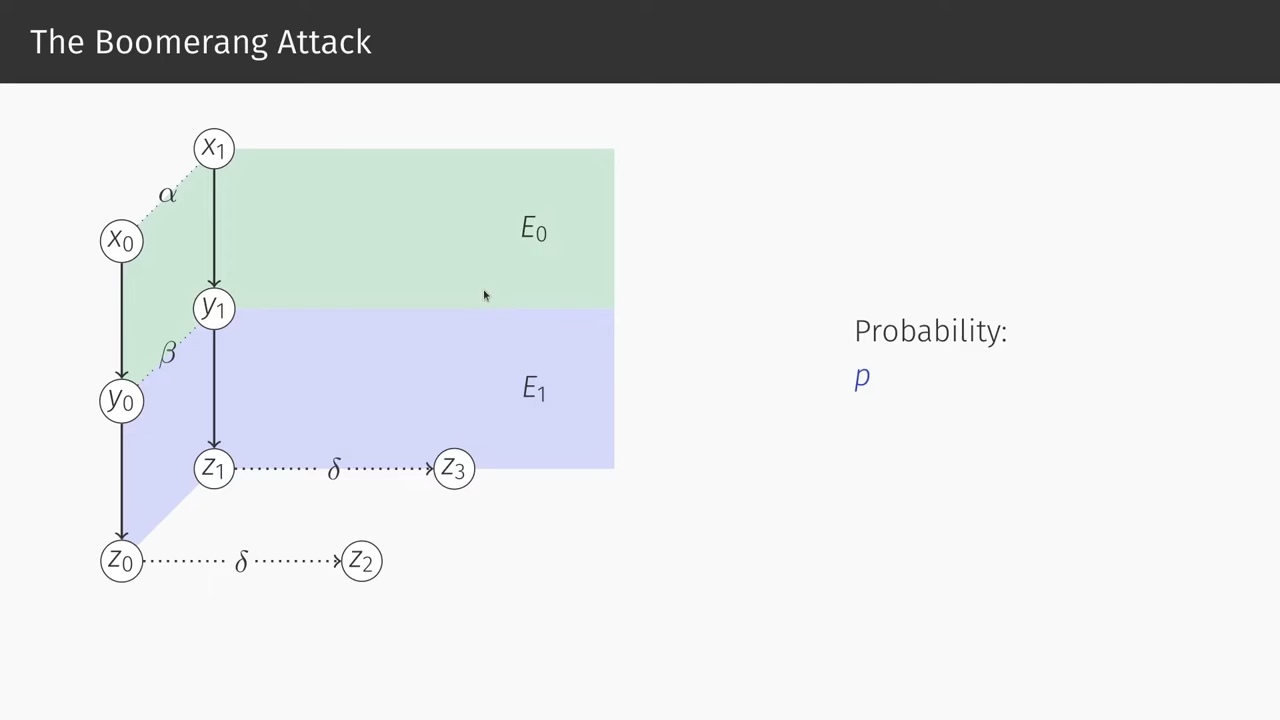 The Boomerang Attack
x₁
α
x₀
E₀
y₁
β
y₀
E₁
z₁
δ
z₃
z₀
δ
z₂
Probability:
p